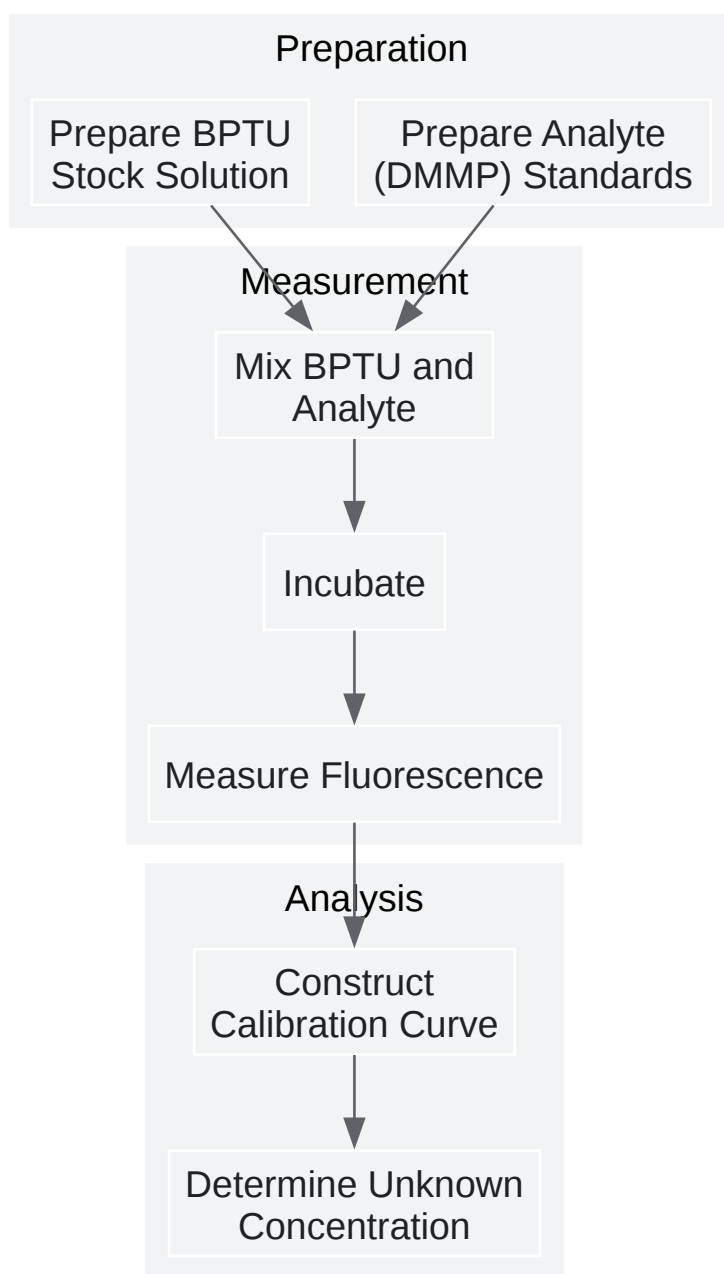 Preparation
Prepare BPTU
Stock Solution
Prepare Analyte
(DMMP) Standards
Measurement
Mix BPTU and
Analyte
Incubate
Measure Fluorescence
Analysis
Construct
Calibration Curve
Determine Unknown
Concentration